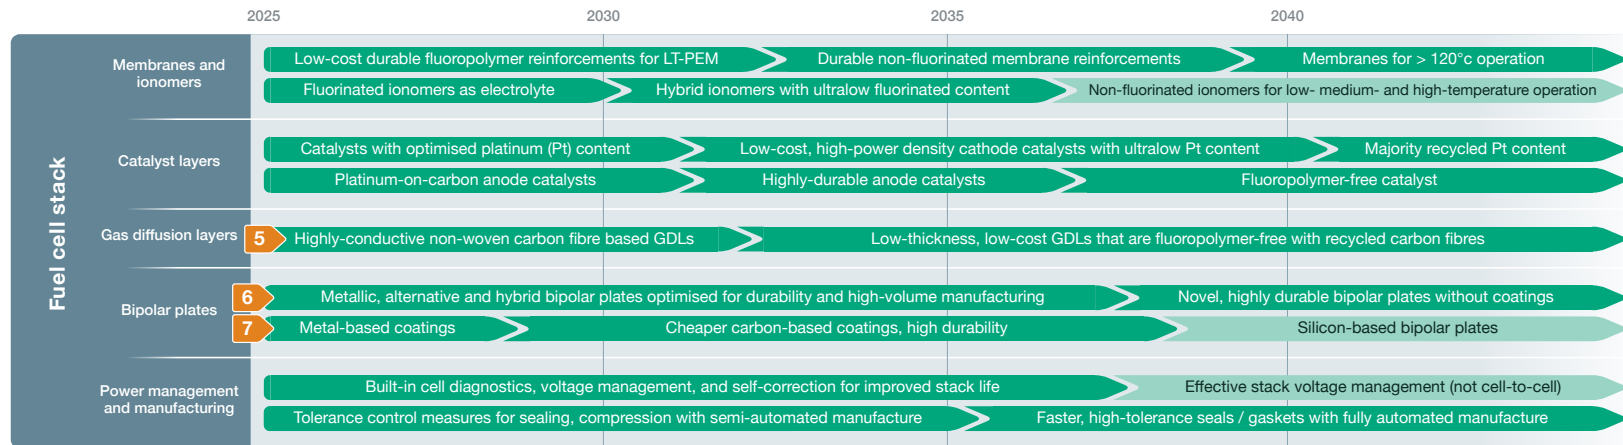 2025 2030 2035 2040
Fuel cell stack
Membranes and
ionomers
Low-cost durable fluoropolymer reinforcements for LT-PEM
Durable non-fluorinated membrane reinforcements
Membranes for > 120°c operation
Fluorinated ionomers as electrolyte
Hybrid ionomers with ultralow fluorinated content
Non-fluorinated ionomers for low- medium- and high-temperature operation
Catalyst layers
Catalysts with optimised platinum (Pt) content
Low-cost, high-power density cathode catalysts with ultralow Pt content
Majority recycled Pt content
Platinum-on-carbon anode catalysts
Highly-durable anode catalysts
Fluoropolymer-free catalyst
Gas diffusion layers
5
Highly-conductive non-woven carbon fibre based GDLs
Low-thickness, low-cost GDLs that are fluoropolymer-free with recycled carbon fibres
Bipolar plates
6
Metallic, alternative and hybrid bipolar plates optimised for durability and high-volume manufacturing
Novel, highly durable bipolar plates without coatings
7
Metal-based coatings
Cheaper carbon-based coatings, high durability
Silicon-based bipolar plates
Power management
and manufacturing
Built-in cell diagnostics, voltage management, and self-correction for improved stack life
Effective stack voltage management (not cell-to-cell)
Tolerance control measures for sealing, compression with semi-automated manufacture
Faster, high-tolerance seals / gaskets with fully automated manufacture